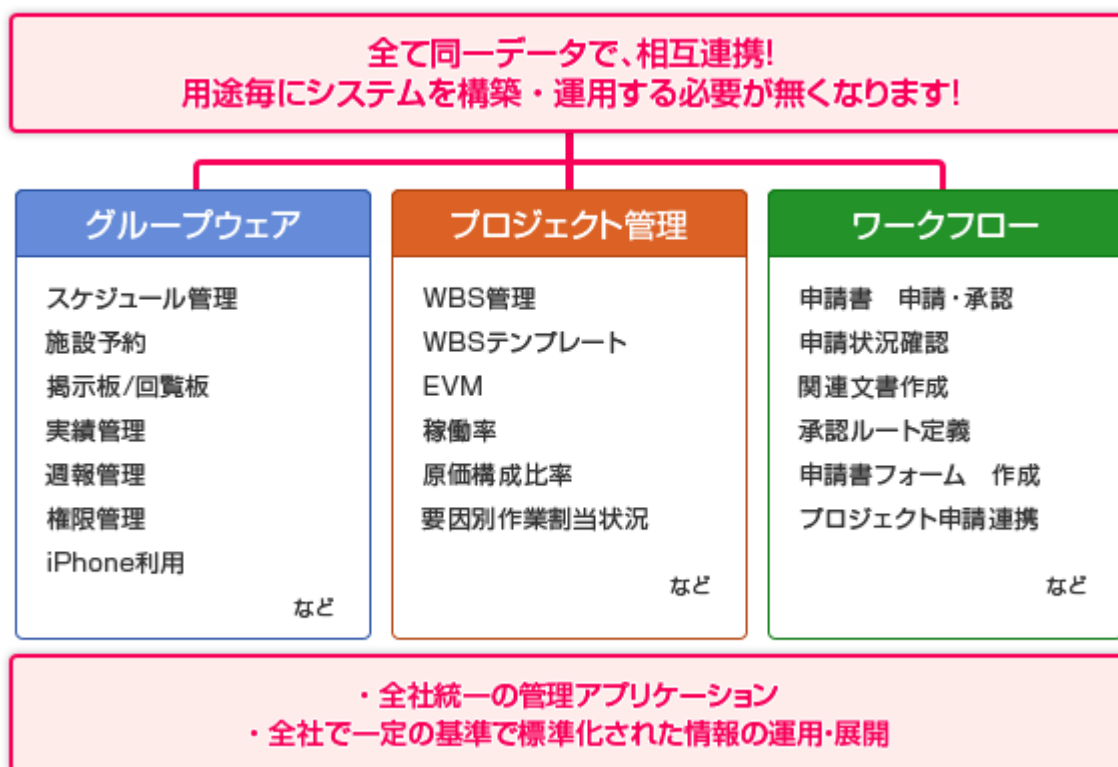 全て同一データで、相互連携!
用途毎にシステムを構築・運用する必要が無くなります!
グループウェア
スケジュール管理
施設予約
掲示板/回覧板
実績管理
週報管理
権限管理
iPhone利用
など
プロジェクト管理
WBS管理
WBSテンプレート
EVM
稼働率
原価構成比率
要因別作業割当状況
など
ワークフロー
申請書　申請・承認
申請状況確認
関連文書作成
承認ルート定義
申請書フォーム　作成
プロジェクト申請連携
など
・全社統一の管理アプリケーション
・全社で一定の基準で標準化された情報の運用・展開